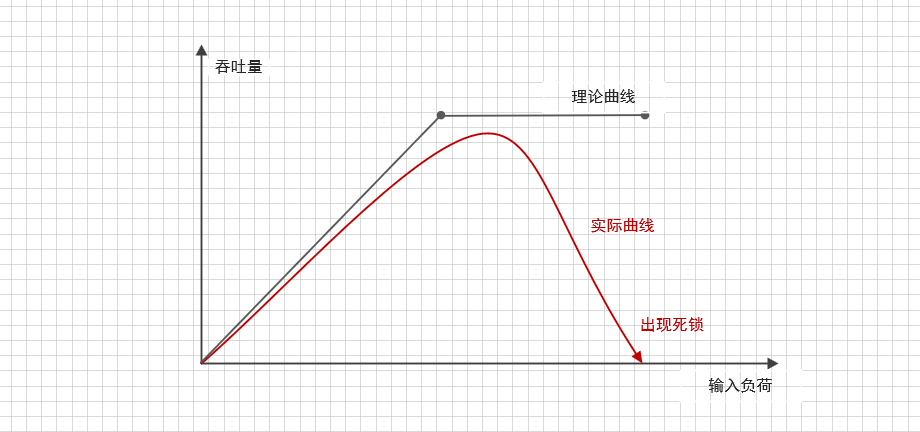 吞吐量
理论曲线
实际曲线
出现死锁
输入负荷